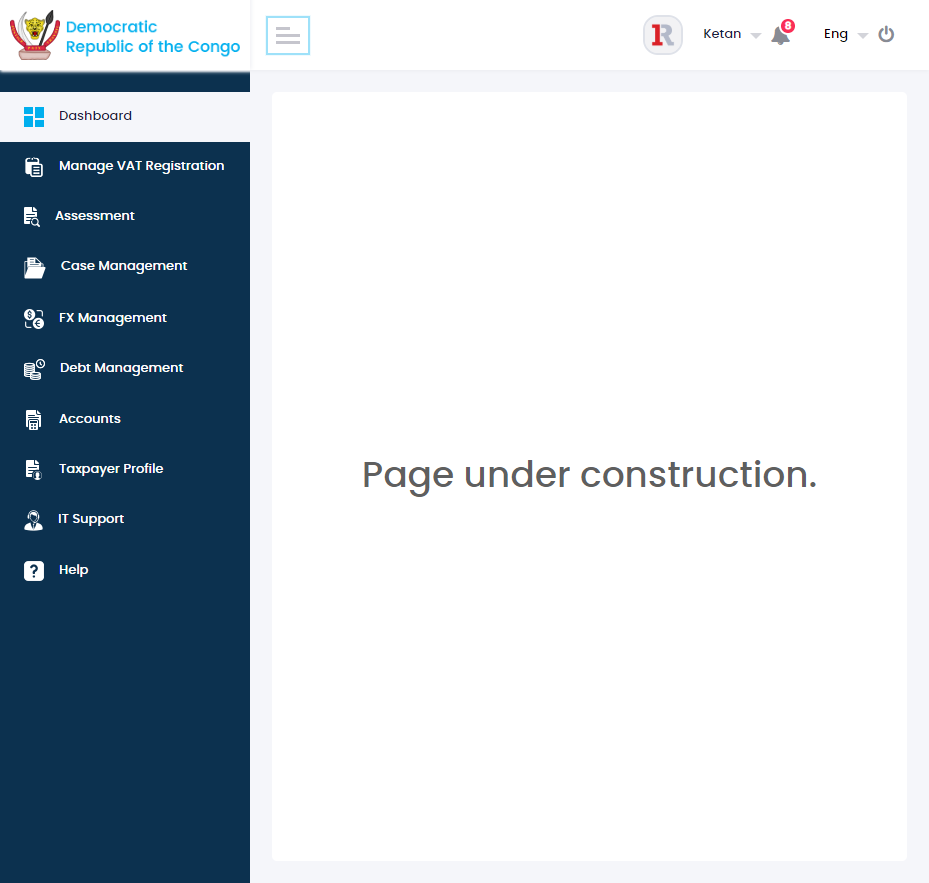 Democratic
Republic of the Congo
1R
Ketan
8
Eng
Dashboard
Manage VAT Registration
Assessment
Case Management
FX Management
Debt Management
Accounts
Taxpayer Profile
IT Support
Help
Page under construction.